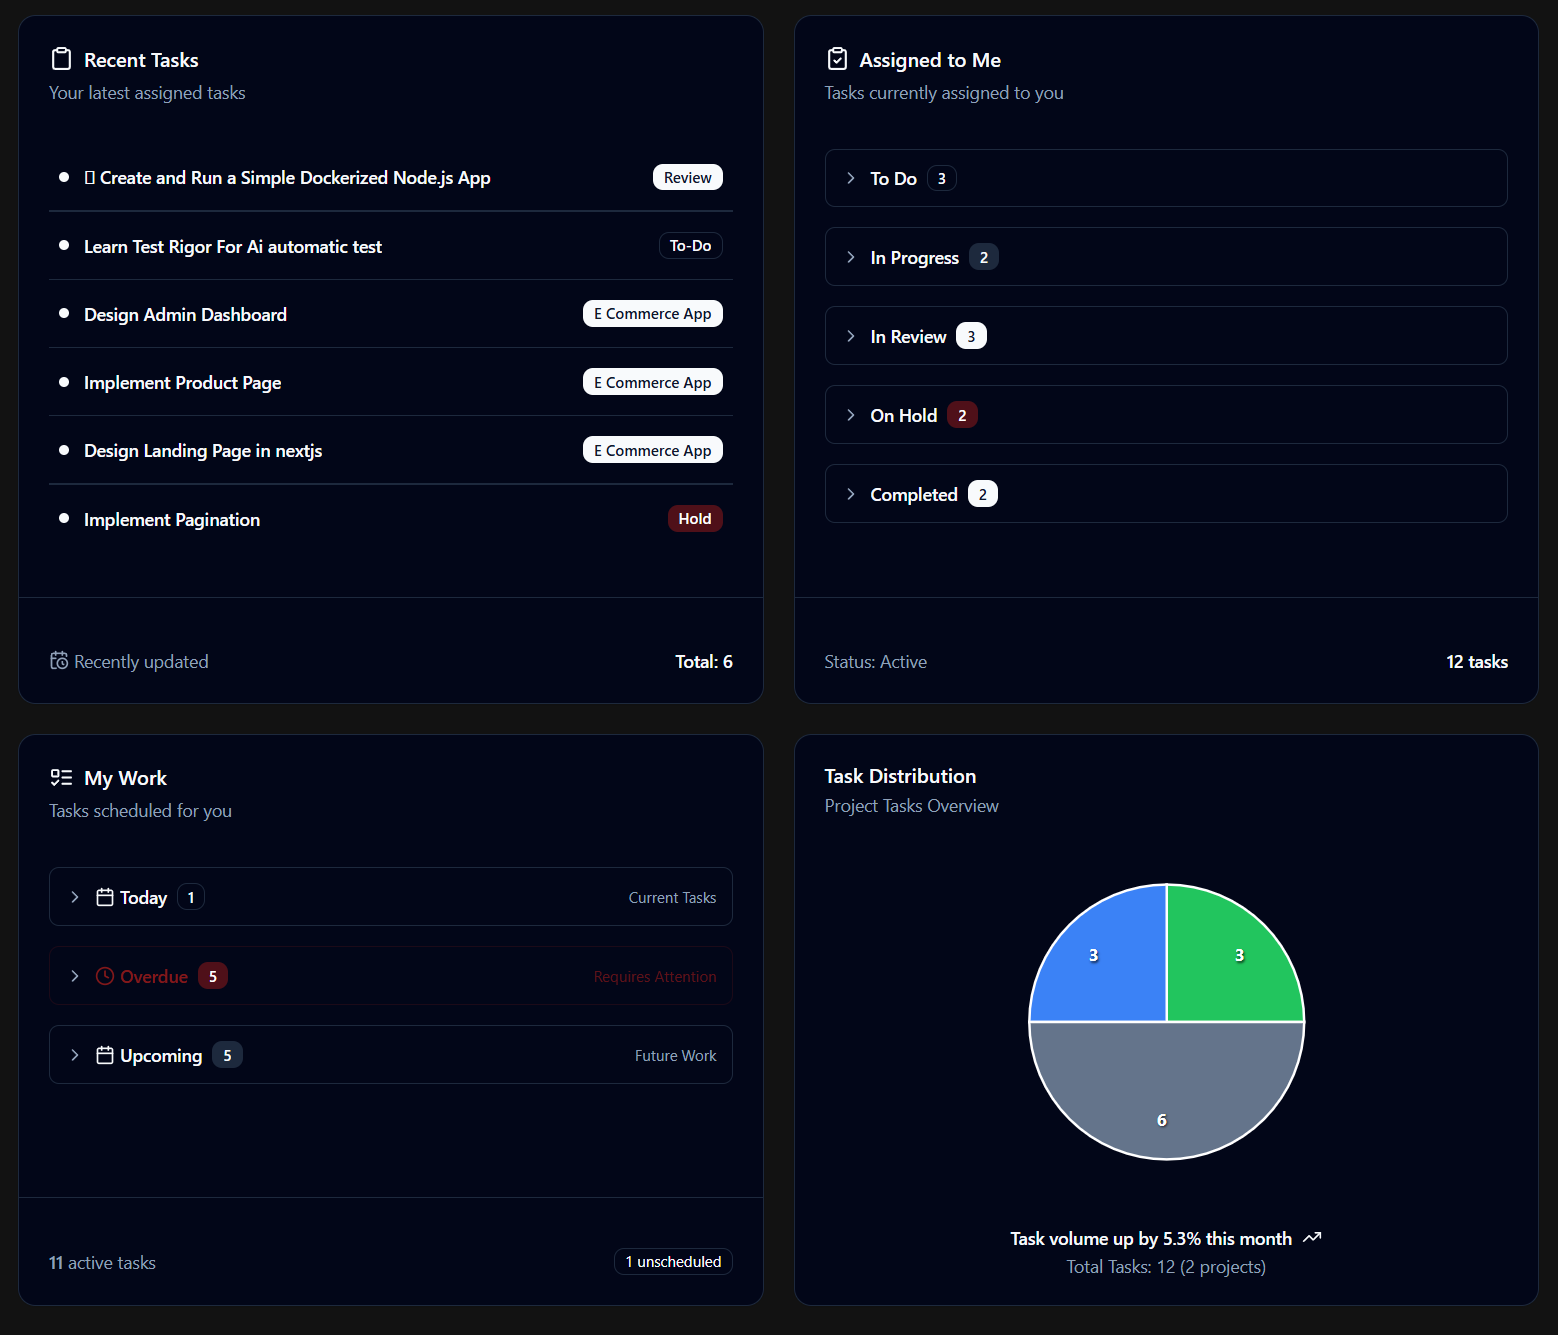 Recent Tasks
Your latest assigned tasks
Create and Run a Simple Dockerized Node.js App Review
Learn Test Rigor For Ai automatic test To-Do
Design Admin Dashboard E Commerce App
Implement Product Page E Commerce App
Design Landing Page in nextjs E Commerce App
Implement Pagination Hold
Recently updated Total: 6
Assigned to Me
Tasks currently assigned to you
To Do 3
In Progress 2
In Review 3
On Hold 2
Completed 2
Status: Active 12 tasks
My Work
Tasks scheduled for you
Today 1 Current Tasks
Overdue 5 Requires Attention
Upcoming 5 Future Work
11 active tasks 1 unscheduled
Task Distribution
Project Tasks Overview
3 3
6
Task volume up by 5.3% this month
Total Tasks: 12 (2 projects)